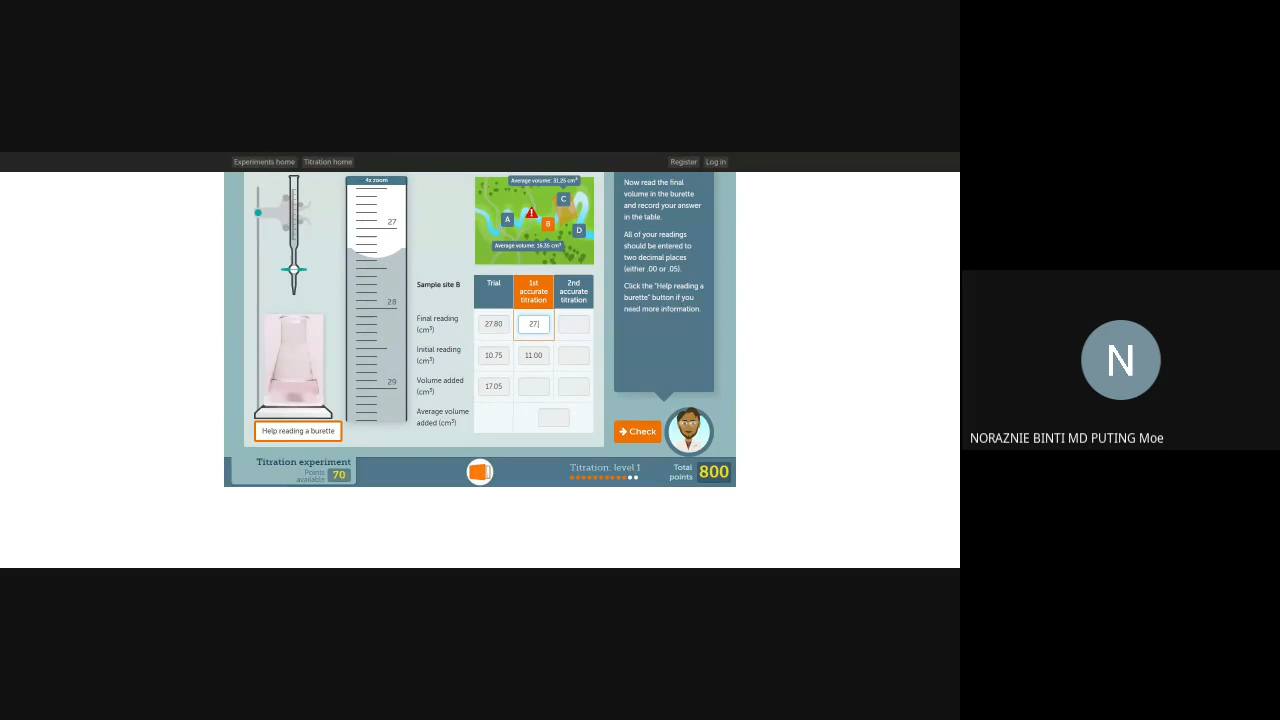 Experiments home
Titration home
Register
Log in
4x zoom
27
28
29
Help reading a burette
Average volume: 31.25 cm³
C
A
B
D
Average volume: 16.35 cm³
Sample site B
Trial
1st accurate titration
2nd accurate titration
Final reading (cm³)
27.80
27
Initial reading (cm³)
10.75
11.00
Volume added (cm³)
17.05
Average volume added (cm³)
Now read the final
volume in the burette
and record your answer
in the table.
All of your readings
should be entered to
two decimal places
(either .00 or .05).
Click the "Help reading a
burette" button if you
need more information.
Check
Titration experiment
Points available 70
Titration: level 1
Total points 800
N
NORAZNIE BINTI MD PUTING Moe